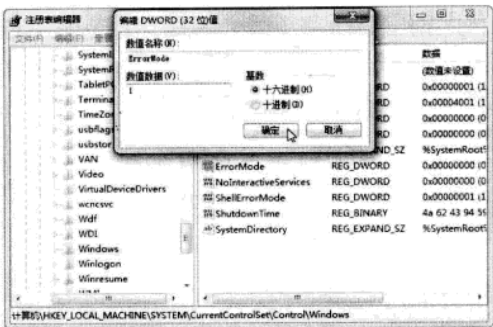 注册表编辑器
编辑 DWORD (32 位)值
数值名称(N):
ErrorMode
数值数据(V):
1
基数
十六进制(H)
十进制(D)
确定
取消
文件(F)
编辑(E)
查看
TabletPC
TimeZon
usbflags
usbstor
VAN
Video
VirtualDeviceDrivers
wcncsvc
Wdf
WDI
Windows
Winlogon
Winresume
数据
(数值未设置)
0x00000001 (1
0x00004001 (1
0x00000000 (0
0x00000000 (0
%SystemRoot%
ErrorMode REG_DWORD 0x00000000 (0
NoInteractiveServices REG_DWORD 0x00000000 (0
ShellErrorMode REG_DWORD 0x00000001 (1
ShutdownTime REG_BINARY 4a 62 43 94 59
SystemDirectory REG_EXPAND_SZ %SystemRoot%
计算机\HKEY_LOCAL_MACHINE\SYSTEM\CurrentControlSet\Control\Windows